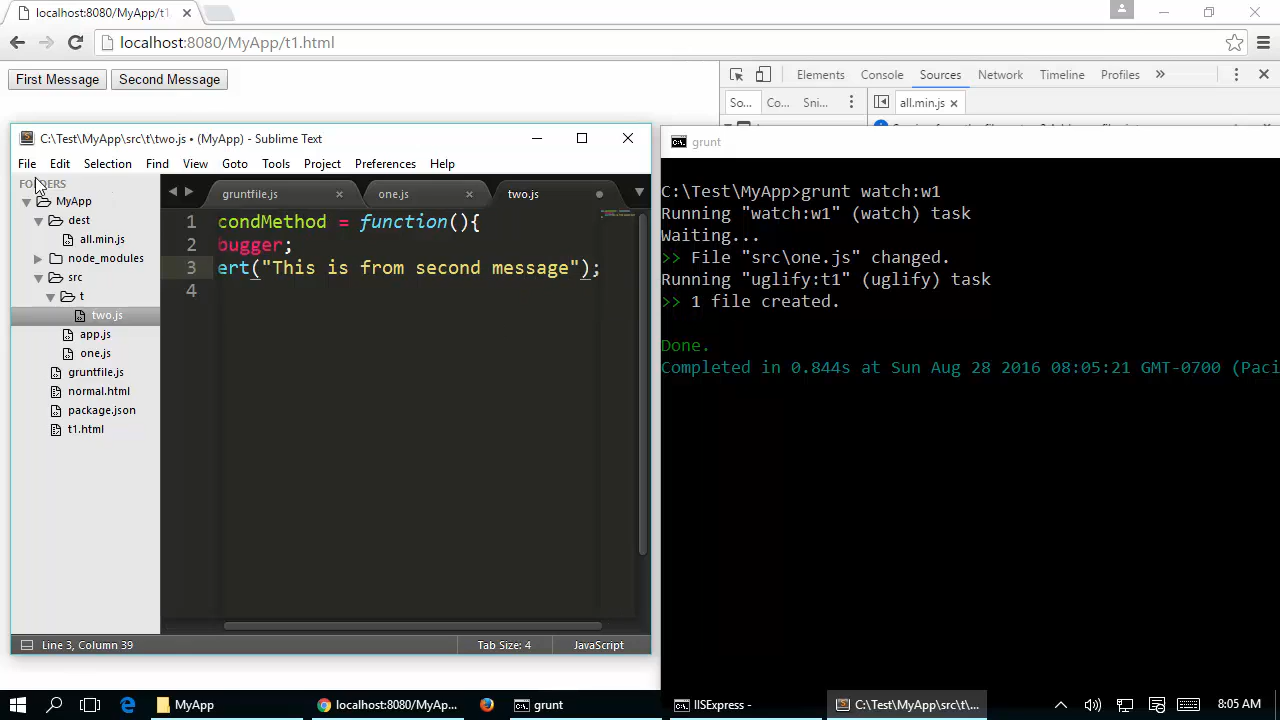 localhost:8080/MyApp/t1
localhost:8080/MyApp/t1.html
First Message Second Message
Elements Console Sources Network Timeline Profiles »
So... Co... Sni... all.min.js
C:\Test\MyApp\src\t\two.js • (MyApp) - Sublime Text
File Edit Selection Find View Goto Tools Project Preferences Help
FOLDERS
MyApp
dest
all.min.js
node_modules
src
t
two.js
app.js
one.js
gruntfile.js
normal.html
package.json
t1.html
gruntfile.js one.js two.js
1 condMethod = function(){
2 bugger;
3 ert("This is from second message");
4
Line 3, Column 39 Tab Size: 4 JavaScript
grunt
C:\Test\MyApp>grunt watch:w1
Running "watch:w1" (watch) task
Waiting...
>> File "src\one.js" changed.
Running "uglify:t1" (uglify) task
>> 1 file created.
Done.
Completed in 0.844s at Sun Aug 28 2016 08:05:21 GMT-0700 (Paci
MyApp localhost:8080/MyAp... grunt IISExpress - C:\Test\MyApp\src\t\... 8:05 AM